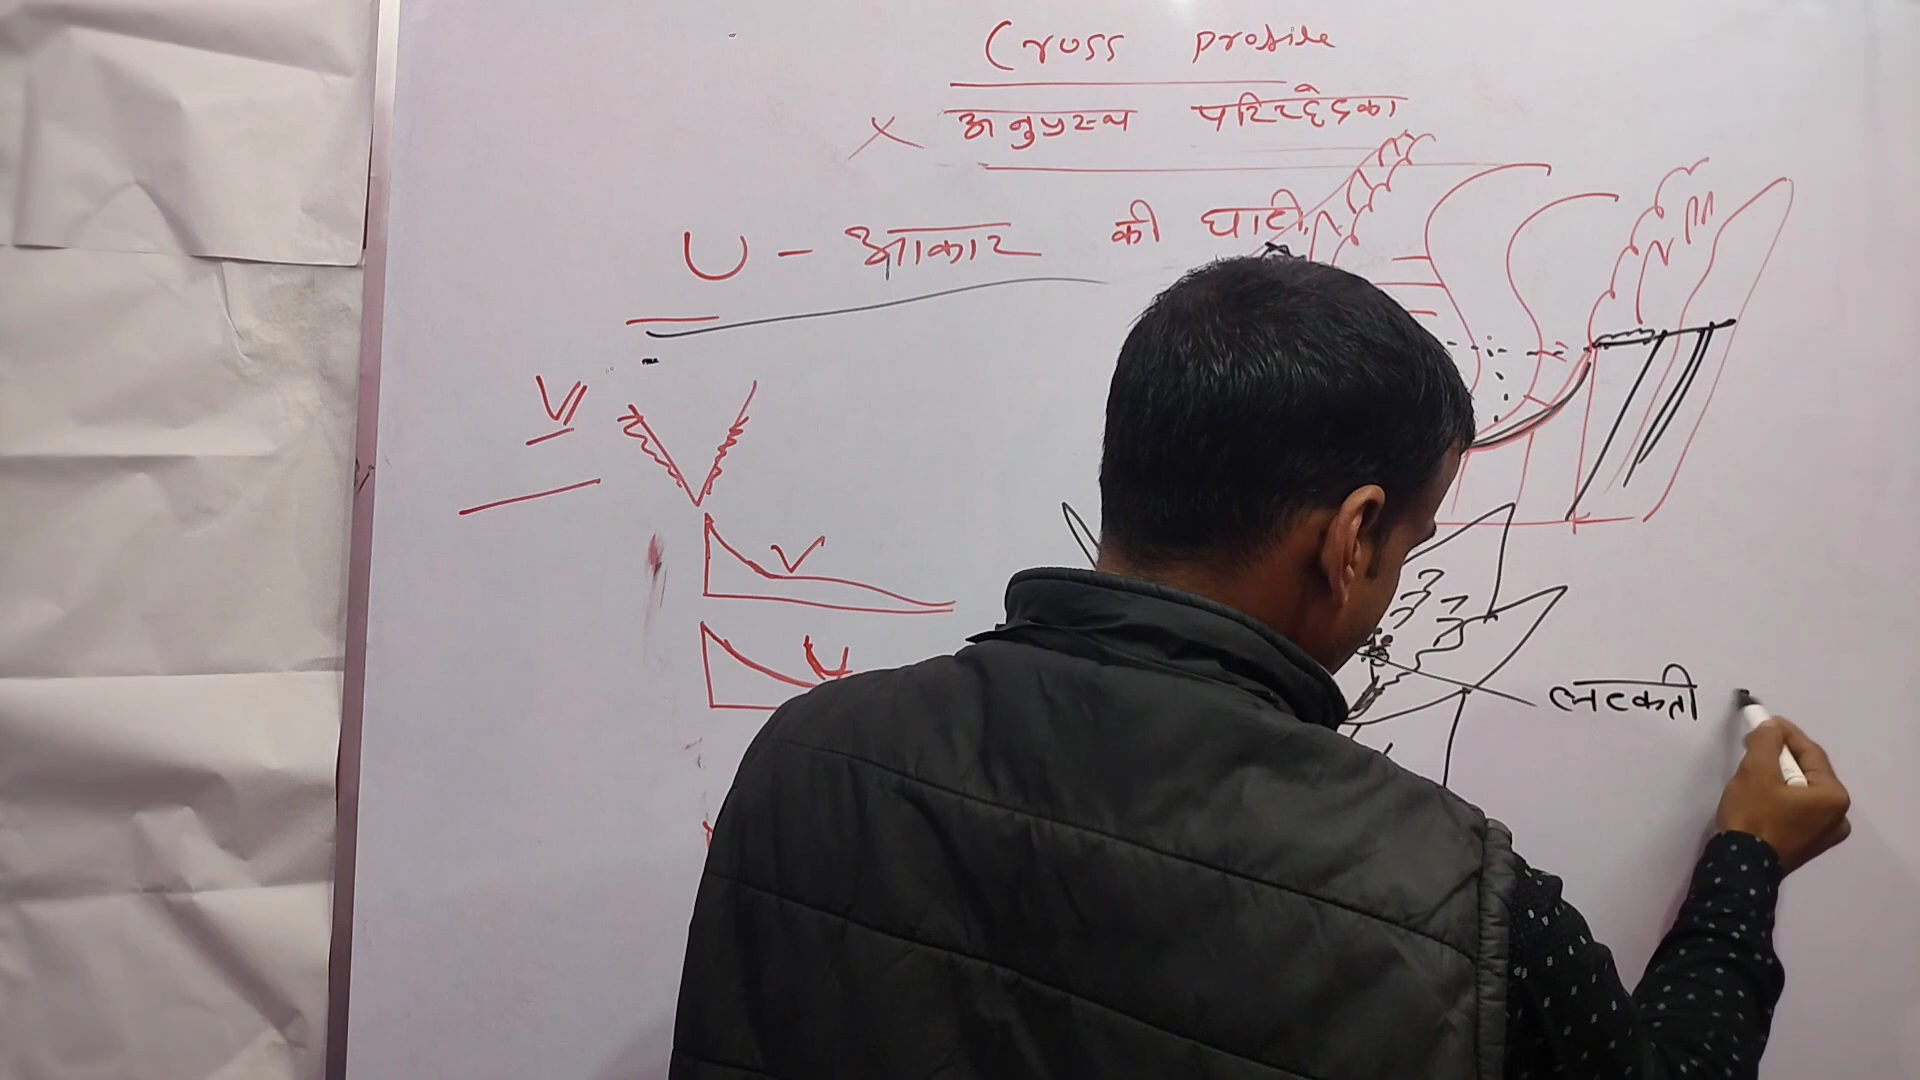 Cross profile
अनुप्रस्थ परिच्छेदिका
U - आकार की घाटी
V
V
U
लटकती